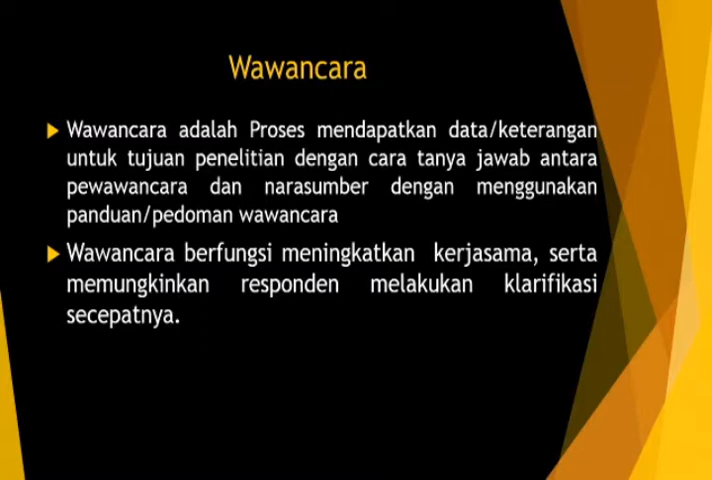 Wawancara
Wawancara adalah Proses mendapatkan data/keterangan
untuk tujuan penelitian dengan cara tanya jawab antara
pewawancara dan narasumber dengan menggunakan
panduan/pedoman wawancara
Wawancara berfungsi meningkatkan kerjasama, serta
memungkinkan responden melakukan klarifikasi
secepatnya.